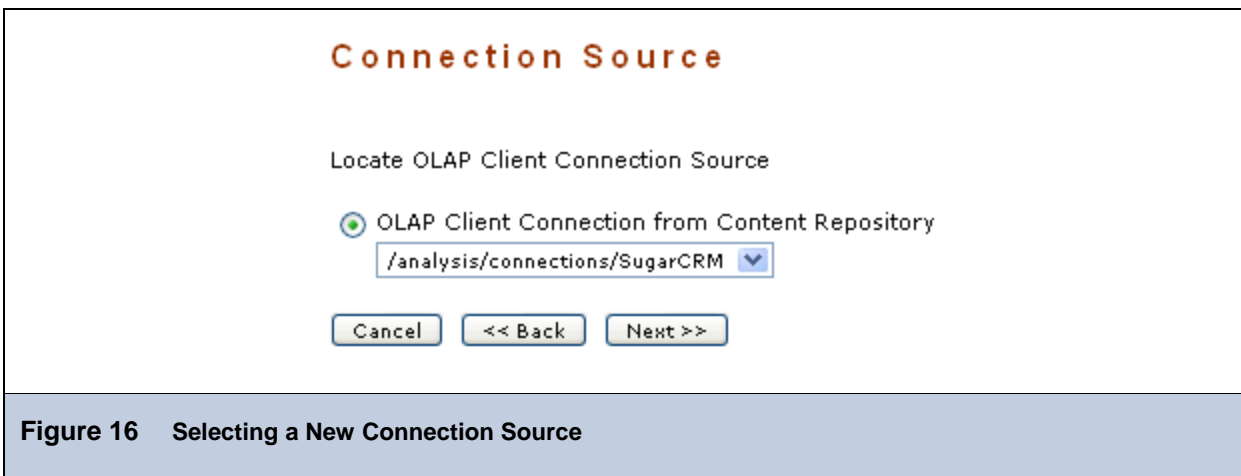 Connection Source
Locate OLAP Client Connection Source
OLAP Client Connection from Content Repository
/analysis/connections/SugarCRM
Cancel << Back Next >>
Figure 16 Selecting a New Connection Source